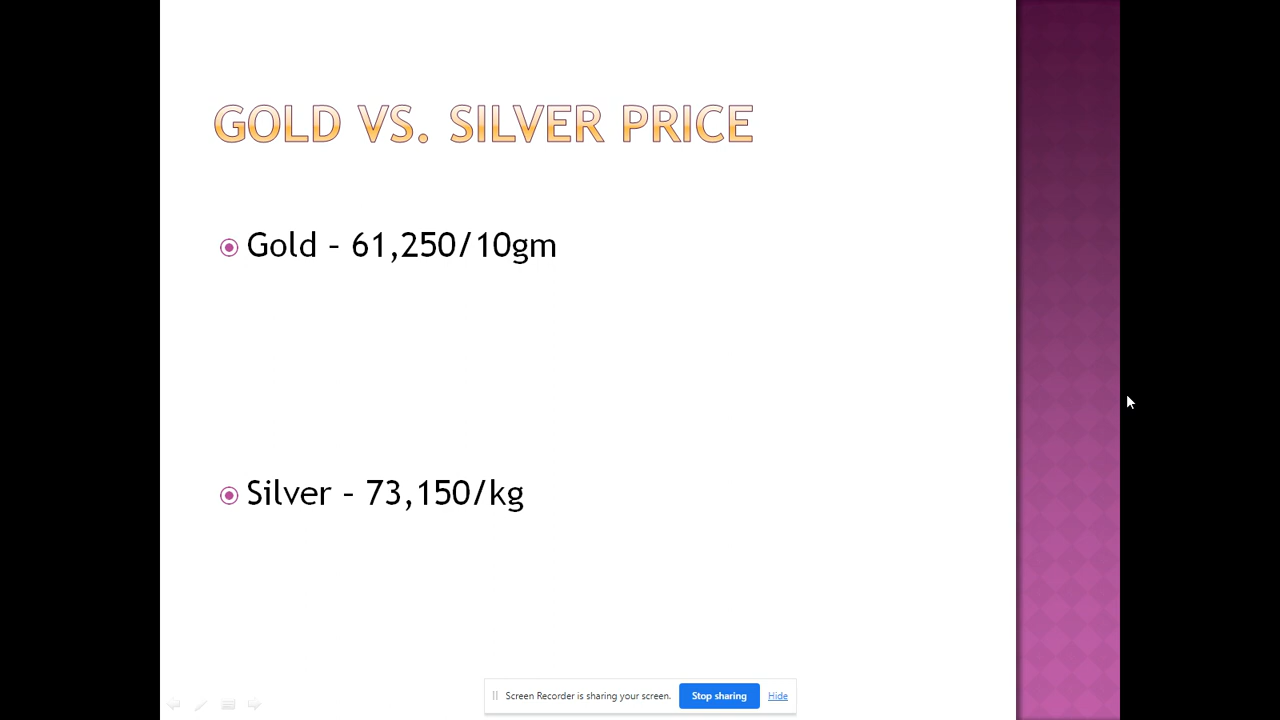 GOLD VS. SILVER PRICE
Gold – 61,250/10gm
Silver – 73,150/kg
Screen Recorder is sharing your screen. Stop sharing Hide